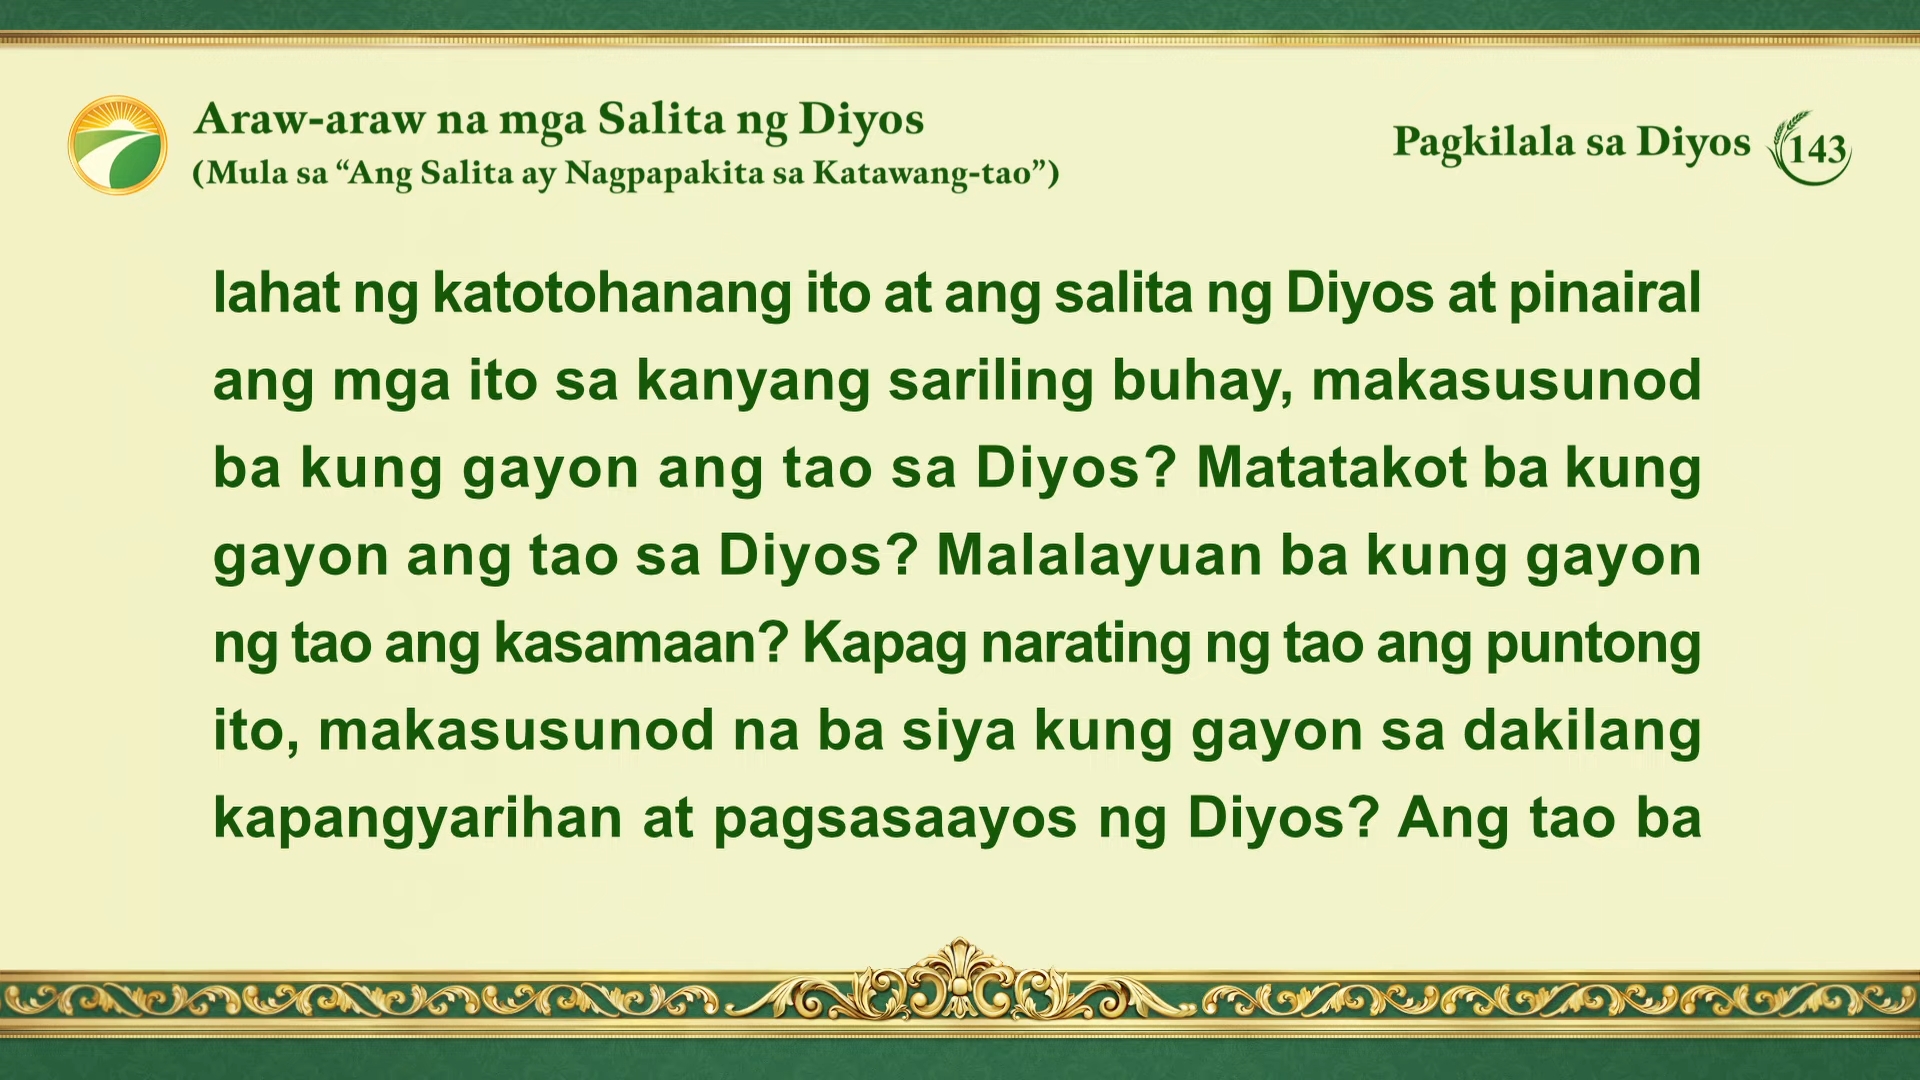 Araw-araw na mga Salita ng Diyos
(Mula sa “Ang Salita ay Nagpapakita sa Katawang-tao”)
Pagkilala sa Diyos 143
lahat ng katotohanang ito at ang salita ng Diyos at pinairal
ang mga ito sa kanyang sariling buhay, makasusunod
ba kung gayon ang tao sa Diyos? Matatakot ba kung
gayon ang tao sa Diyos? Malalayuan ba kung gayon
ng tao ang kasamaan? Kapag narating ng tao ang puntong
ito, makasusunod na ba siya kung gayon sa dakilang
kapangyarihan at pagsasaayos ng Diyos? Ang tao ba